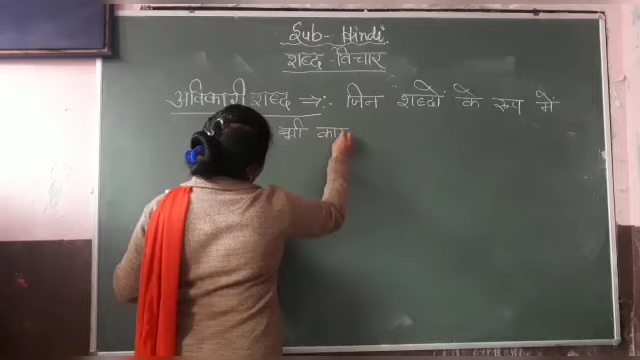 Sub- Hindi
शब्द -विचार
अविकारी शब्द ⇒:- जिन शब्दों के रूप में
भी कार